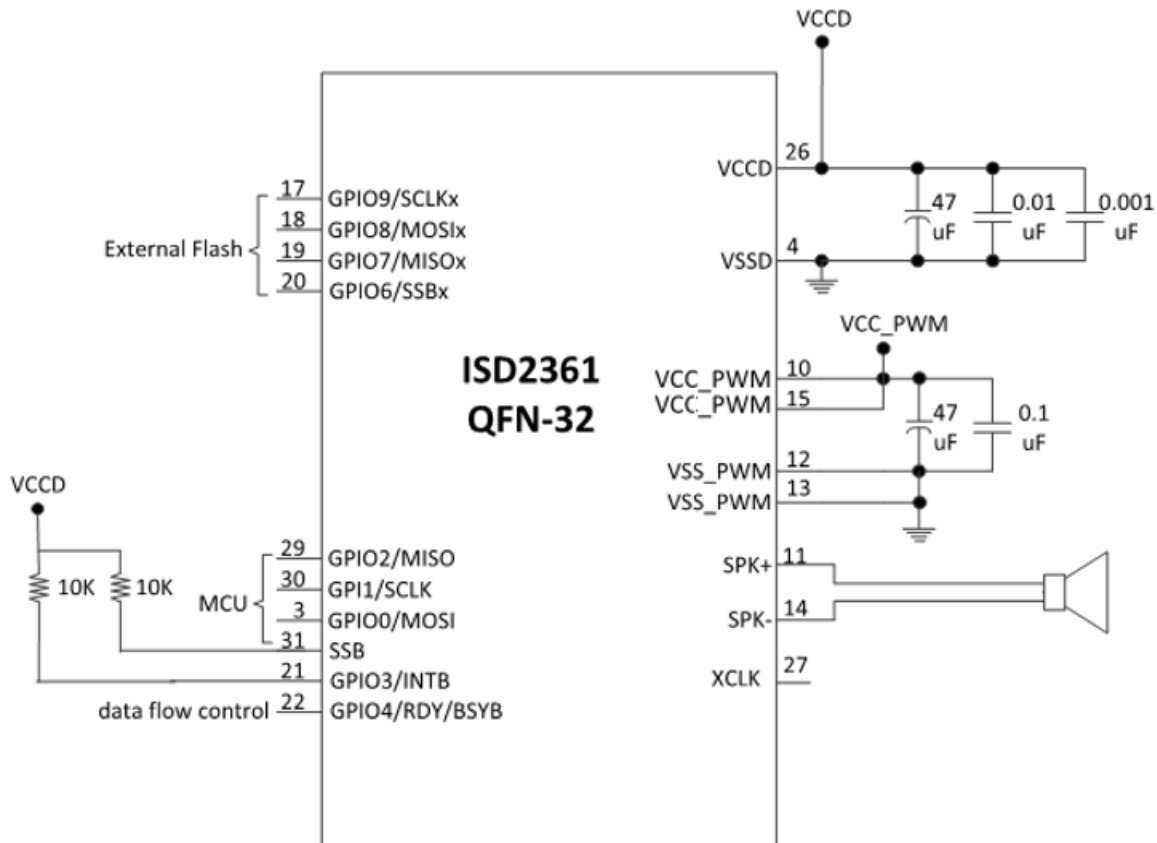 VCCD
17
GPIO9/SCLKx
18
GPIO8/MOSIx
19
GPIO7/MISOx
20
GPIO6/SSBx
External Flash
ISD2361
QFN-32
VCCD
10K
10K
MCU
29
GPIO2/MISO
30
GPI1/SCLK
3
GPIO0/MOSI
31
SSB
21
GPIO3/INTB
data flow control
22
GPIO4/RDY/BSYB
VCCD
26
47
uF
0.01
uF
0.001
uF
VSSD
4
VCC_PWM
VCC_PWM
10
VCC_PWM
15
47
uF
0.1
uF
VSS_PWM
12
VSS_PWM
13
SPK+
11
SPK-
14
XCLK
27